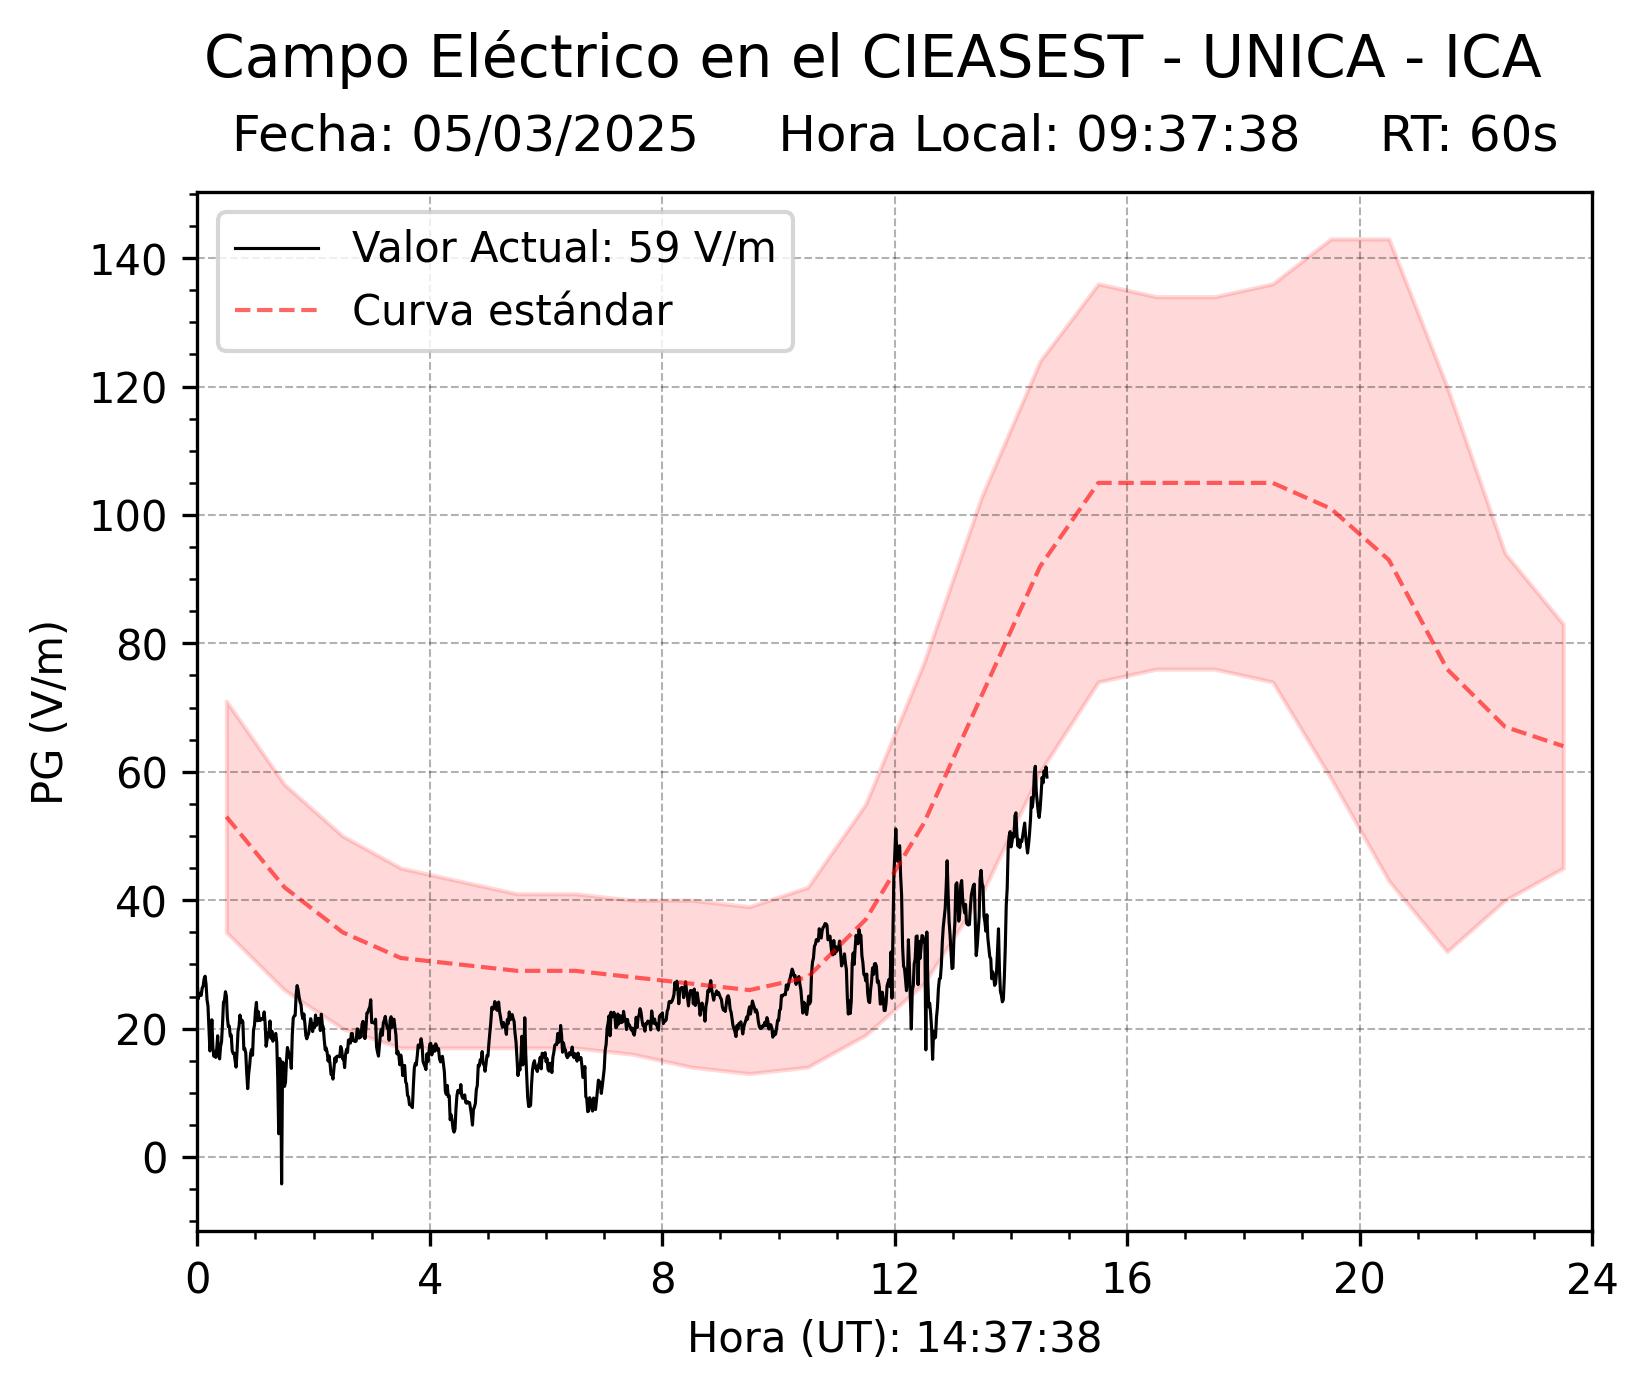 Campo Eléctrico en el CIEASEST - UNICA - ICA
Fecha: 05/03/2025 Hora Local: 09:37:38 RT: 60s
Valor Actual: 59 V/m
Curva estándar
140
120
100
80
60
40
20
0
PG (V/m)
0 4 8 12 16 20 24
Hora (UT): 14:37:38